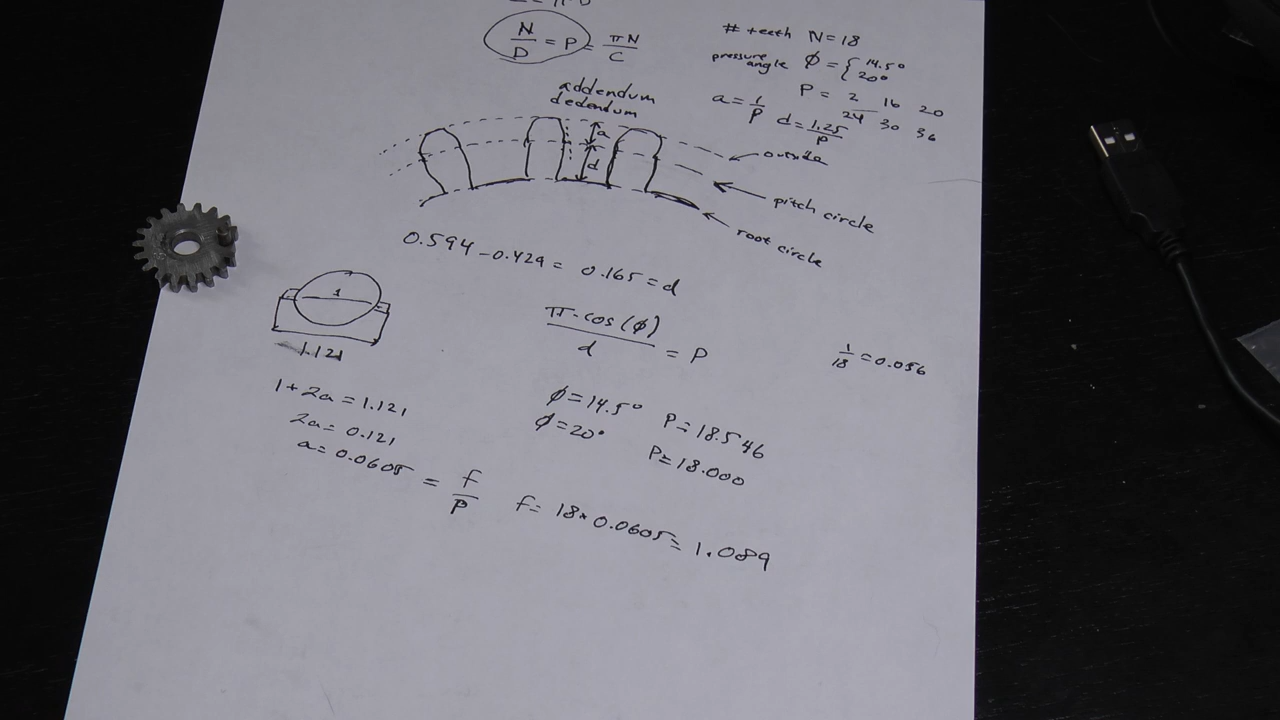 N/D = P = πN/C
# teeth N=18
pressure angle ϕ = { 14.5° 20°
P = 2 16 20
24 30 36
a = 1/P d = 1.25/P
addendum
dedendum
a
d
outside
pitch circle
root circle
0.594 - 0.429 = 0.165 = d
1
1.121
π·cos(ϕ)/d = P
1/18 = 0.056
1+2a = 1.121
2a = 0.121
a = 0.0605 = f/P
ϕ = 14.5° P = 18.546
ϕ = 20° P = 18.000
f = 18 * 0.0605 = 1.089